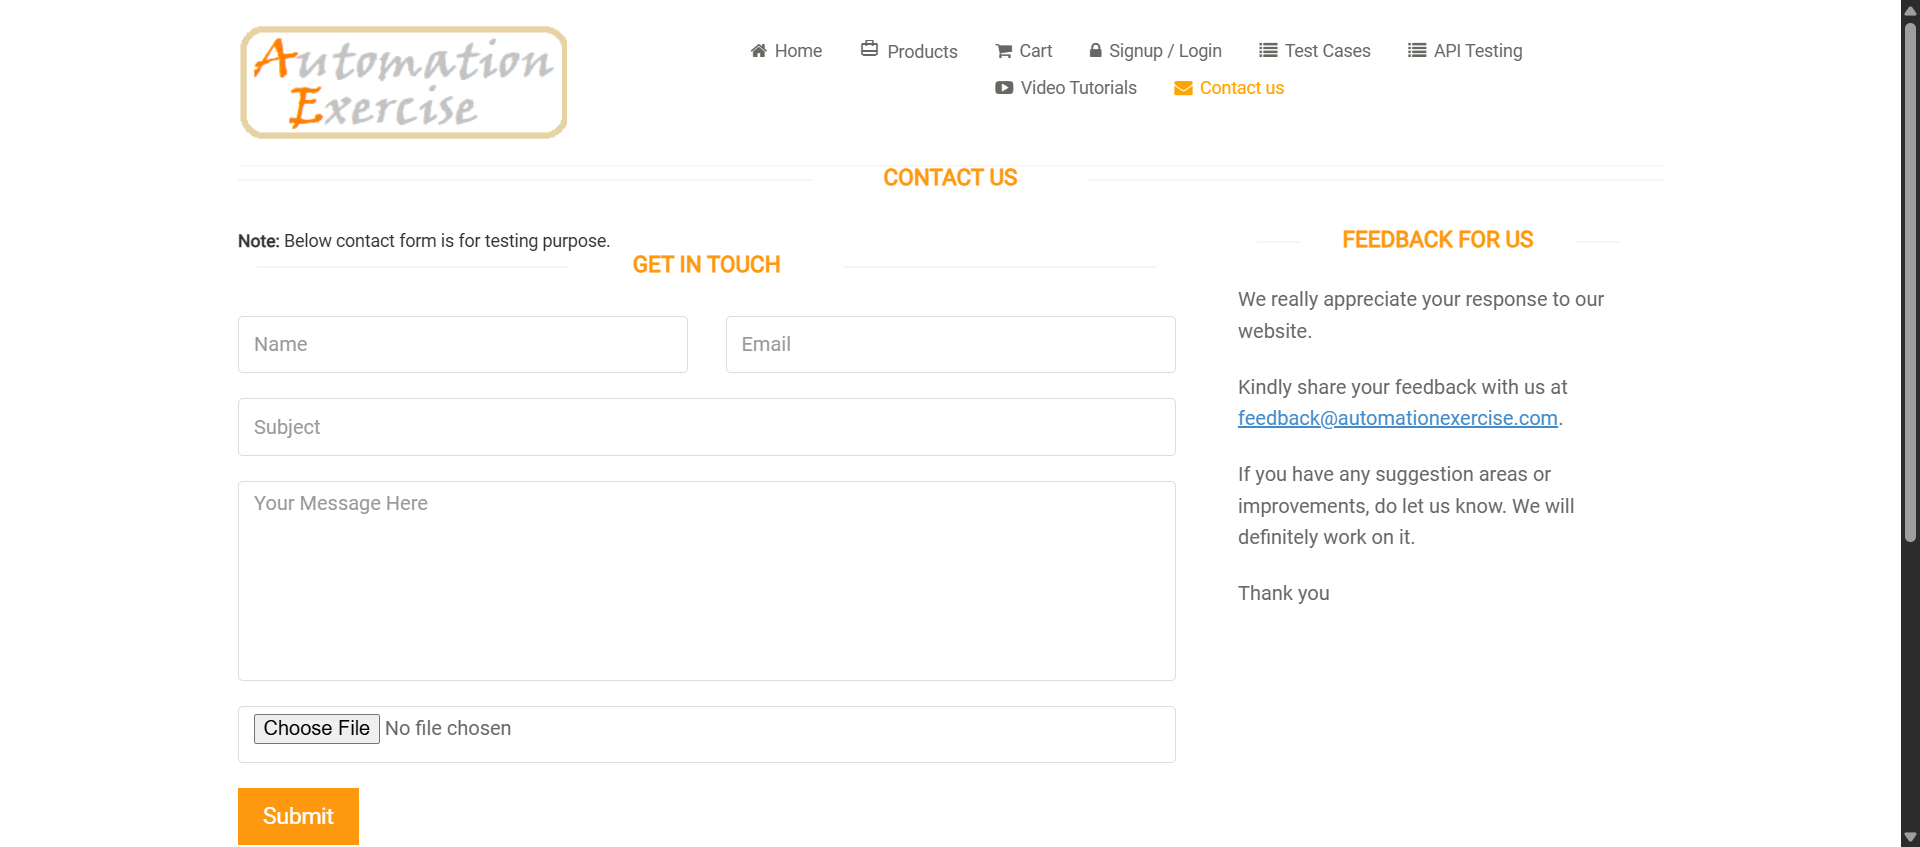 Automation
Exercise
Home
Products
Cart
Signup / Login
Test Cases
API Testing
Video Tutorials
Contact us
CONTACT US
Note: Below contact form is for testing purpose.
GET IN TOUCH
Name
Email
Subject
Your Message Here
Choose File No file chosen
Submit
FEEDBACK FOR US
We really appreciate your response to our
website.
Kindly share your feedback with us at
feedback@automationexercise.com.
If you have any suggestion areas or
improvements, do let us know. We will
definitely work on it.
Thank you